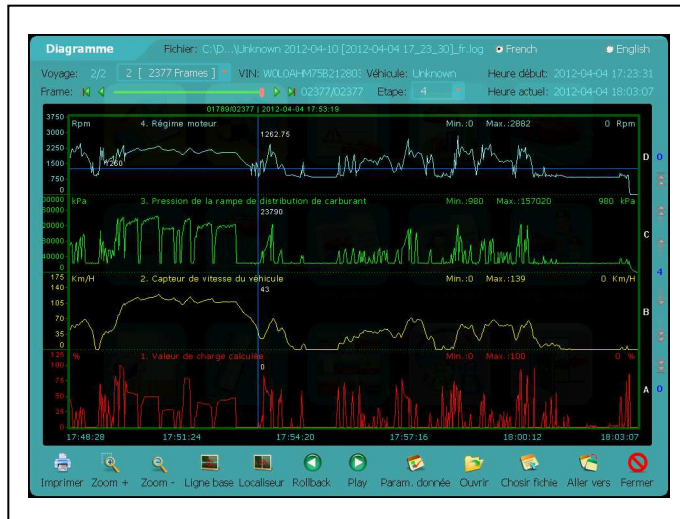 Diagramme Fichier: C:\D...\Unknown 2012-04-10 [2012-04-04 17_23_30]_fr.log French English
Voyage: 2/2 2 [ 2377 Frames ] VIN: W0L0AHM75B212803 Véhicule: Unknown Heure début: 2012-04-04 17:23:31
Frame: 02377/02377 Etape: 4 Heure actuel: 2012-04-04 18:03:07
01789/02377 | 2012-04-04 17:53:19
3750 Rpm 4. Régime moteur Min.:0 Max.:2882 0 Rpm
3000 1262.75
2250
1500 1260 D 0
750
0
kPa 3. Pression de la rampe de distribution de carburant Min.:980 Max.:157020 980 kPa
23790
C
40000
0 4
175 Km/H 2. Capteur de vitesse du véhicule Min.:0 Max.:139 0 Km/H
140 43
105
70 B
35
0
125 % 1. Valeur de charge calculée Min.:0 Max.:100 0 %
100 0
75
50 A 0
25
0
17:48:28 17:51:24 17:54:20 17:57:16 18:00:12 18:03:07
Imprimer Zoom + Zoom - Ligne base Localiseur Rollback Play Param. donnée Ouvrir Chosir fichie Aller vers Fermer